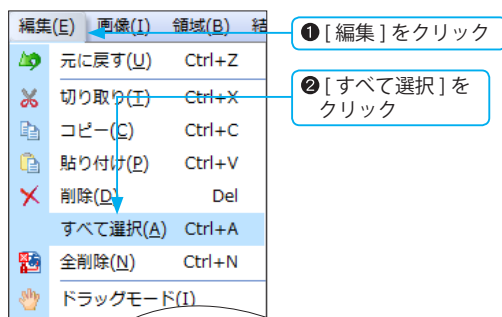 編集(E) 画像(I) 領域(B) 結
元に戻す(U) Ctrl+Z
切り取り(T) Ctrl+X
コピー(C) Ctrl+C
貼り付け(P) Ctrl+V
削除(D) Del
すべて選択(A) Ctrl+A
全削除(N) Ctrl+N
ドラッグモード(I)
❶ [ 編集 ] をクリック
❷ [ すべて選択 ] を
クリック